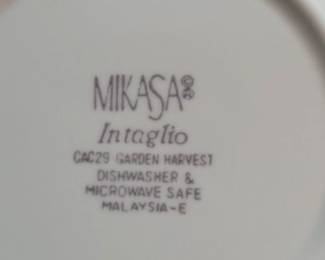 MIKASA®
Intaglio
CAC29 GARDEN HARVEST
DISHWASHER &
MICROWAVE SAFE
MALAYSIA-E